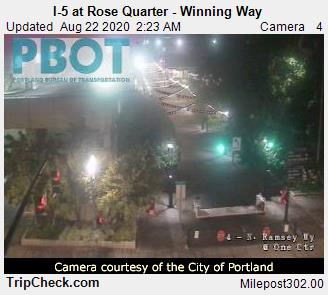 I-5 at Rose Quarter - Winning Way
Updated Aug 22 2020 2:23 AM Camera 4
PBOT
PORTLAND BUREAU OF TRANSPORTATION
4 - N. Ramsey Wy
@ One Ctr
Camera courtesy of the City of Portland
TripCheck.com Milepost302.00